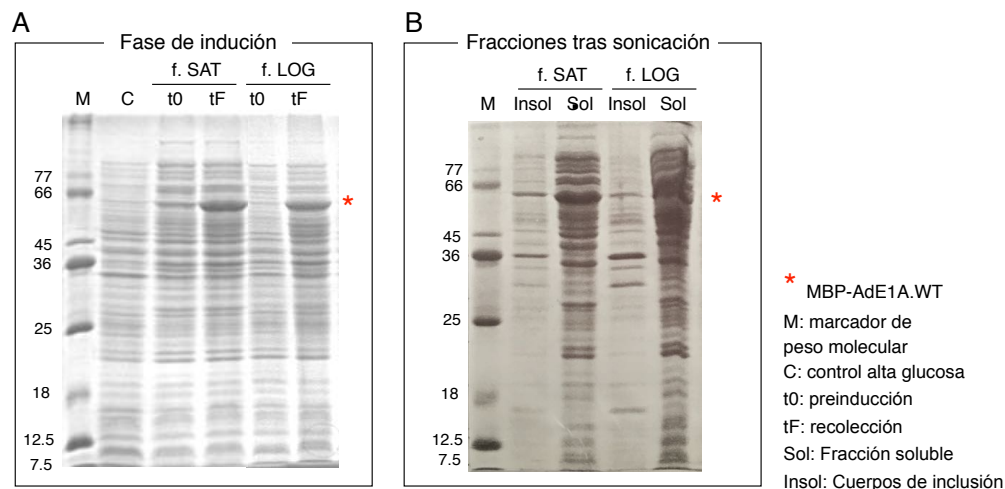 A
Fase de indución
f. SAT f. LOG
M C t0 tF t0 tF
77
66
45
36
25
18
12.5
7.5
*
B
Fracciones tras sonicación
f. SAT f. LOG
M Insol Sol Insol Sol
77
66
45
36
25
18
12.5
7.5
*
* MBP-AdE1A.WT
M: marcador de
peso molecular
C: control alta glucosa
t0: preinducción
tF: recolección
Sol: Fracción soluble
Insol: Cuerpos de inclusión